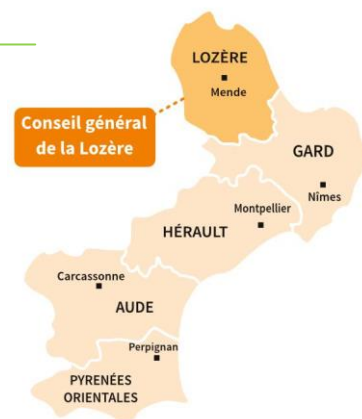 LOZÈRE
Mende
Conseil général
de la Lozère
GARD
Nîmes
Montpellier
HÉRAULT
Carcassonne
AUDE
Perpignan
PYRENÉES
ORIENTALES